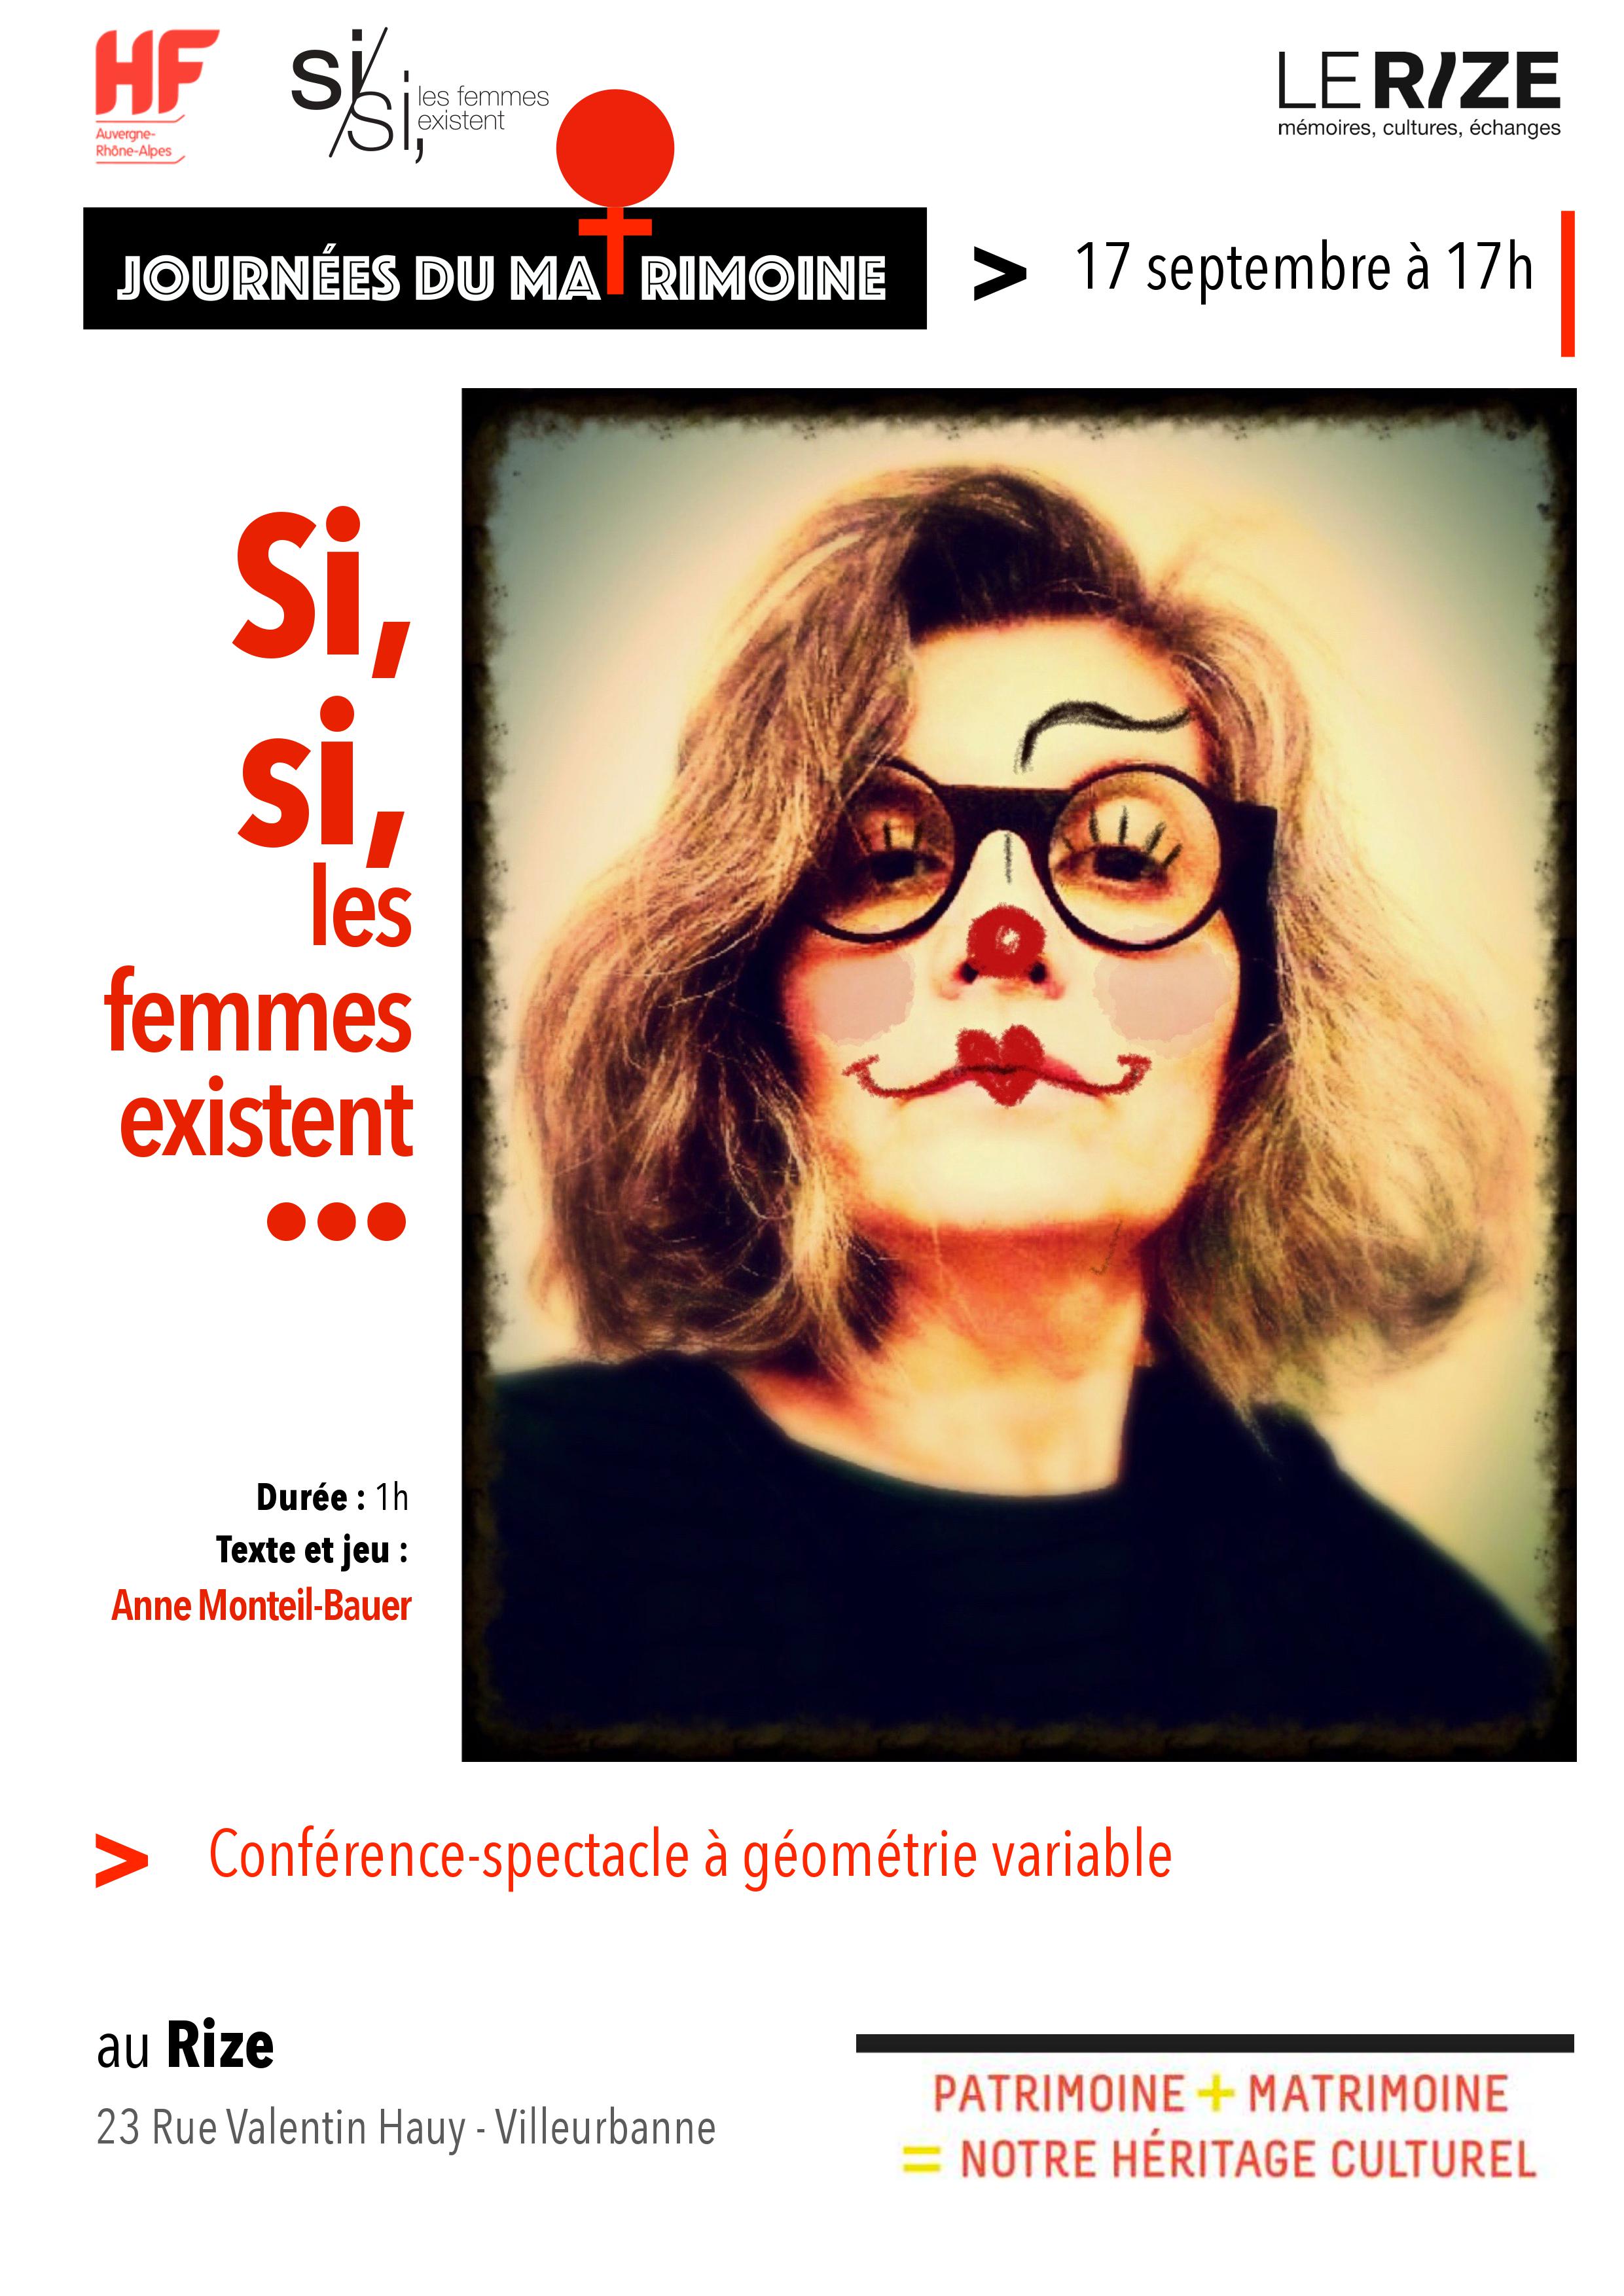 HF
Auvergne-
Rhône-Alpes
si/si,
les femmes
existent
LE RIZE
mémoires, cultures, échanges
JOURNÉES DU MATRIMOINE
> 17 septembre à 17h
Si,
si,
les
femmes
existent
•••
Durée : 1h
Texte et jeu :
Anne Monteil-Bauer
> Conférence-spectacle à géométrie variable
au Rize
23 Rue Valentin Hauy - Villeurbanne
PATRIMOINE + MATRIMOINE
= NOTRE HÉRITAGE CULTUREL